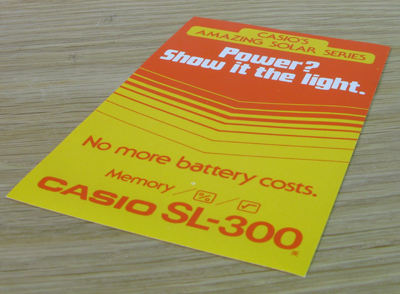 CASIO'S
AMAZING SOLAR SERIES
Power?
Show it the light.
No more battery costs.
Memory / % / √
CASIO SL-300